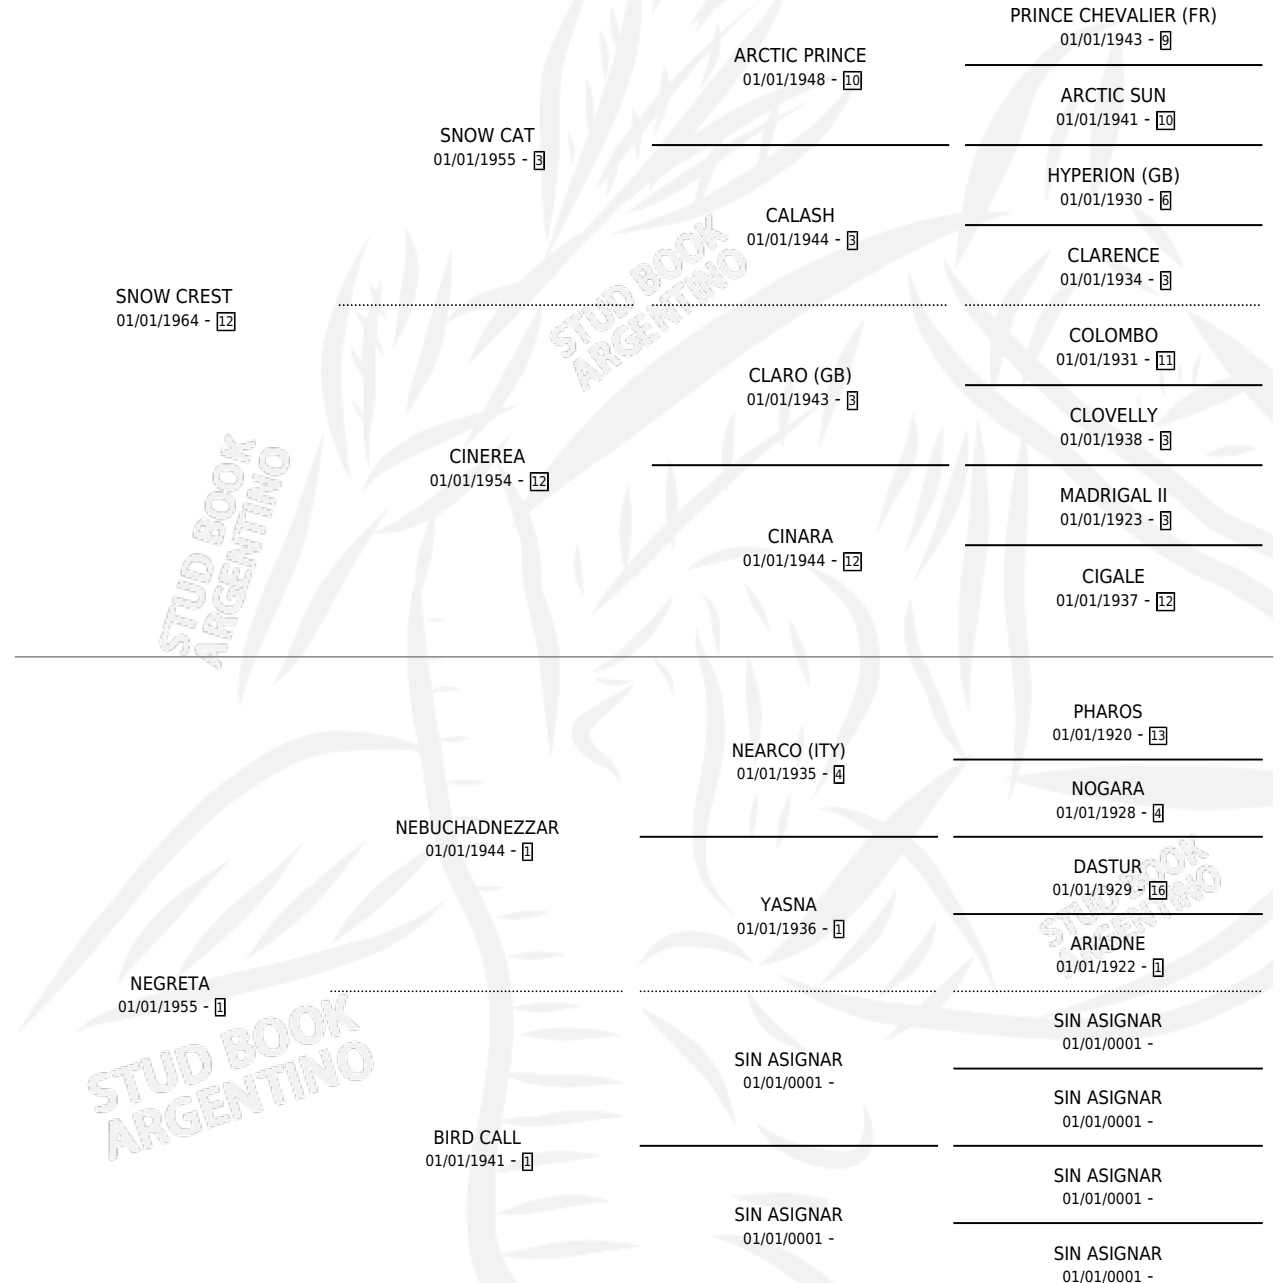 PRINCE CHEVALIER (FR)
01/01/1943 - 9
ARCTIC PRINCE
01/01/1948 - 10
ARCTIC SUN
01/01/1941 - 10
SNOW CAT
01/01/1955 - 3
HYPERION (GB)
01/01/1930 - 6
CALASH
01/01/1944 - 3
CLARENCE
01/01/1934 - 3
SNOW CREST
01/01/1964 - 12
COLOMBO
01/01/1931 - 11
CLARO (GB)
01/01/1943 - 3
CLOVELLY
01/01/1938 - 3
CINEREA
01/01/1954 - 12
MADRIGAL II
01/01/1923 - 3
CINARA
01/01/1944 - 12
CIGALE
01/01/1937 - 12
PHAROS
01/01/1920 - 13
NEARCO (ITY)
01/01/1935 - 4
NOGARA
01/01/1928 - 4
NEBUCHADNEZZAR
01/01/1944 - 1
DASTUR
01/01/1929 - 16
YASNA
01/01/1936 - 1
ARIADNE
01/01/1922 - 1
NEGRETA
01/01/1955 - 1
SIN ASIGNAR
01/01/0001 -
SIN ASIGNAR
01/01/0001 -
SIN ASIGNAR
01/01/0001 -
BIRD CALL
01/01/1941 - 1
SIN ASIGNAR
01/01/0001 -
SIN ASIGNAR
01/01/0001 -
SIN ASIGNAR
01/01/0001 -
STUD BOOK
ARGENTINO
STUD BOOK
ARGENTINO
STUD BOOK
ARGENTINO
STUD BOOK
ARGENTINO